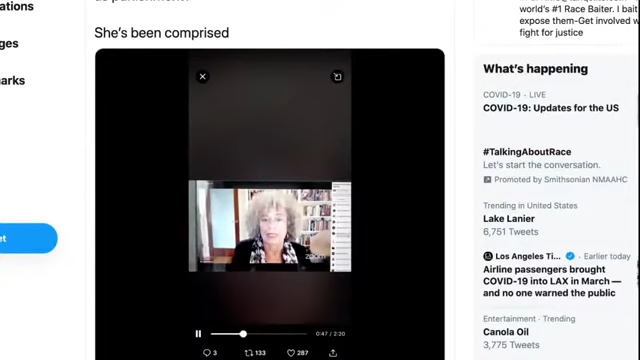 ations
ges
arks
et
She's been comprised
zoom
0:47 / 2:20
3
133
287
world's #1 Race Baiter. I bait
expose them-Get involved w
fight for justice
What's happening
COVID-19 · LIVE
COVID-19: Updates for the US
#TalkingAboutRace
Let's start the conversation.
Promoted by Smithsonian NMAAHC
Trending in United States
Lake Lanier
6,751 Tweets
Los Angeles Ti... · Earlier today
Airline passengers brought
COVID-19 into LAX in March —
and no one warned the public
Entertainment · Trending
Canola Oil
3,775 Tweets